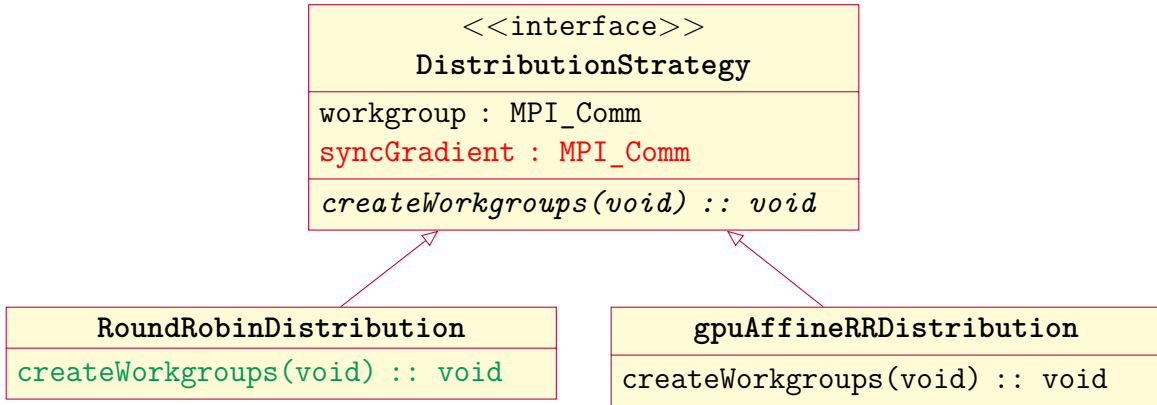 <<interface>>
DistributionStrategy
workgroup : MPI_Comm
syncGradient : MPI_Comm
createWorkgroups(void) :: void
RoundRobinDistribution
createWorkgroups(void) :: void
gpuAffineRRDistribution
createWorkgroups(void) :: void